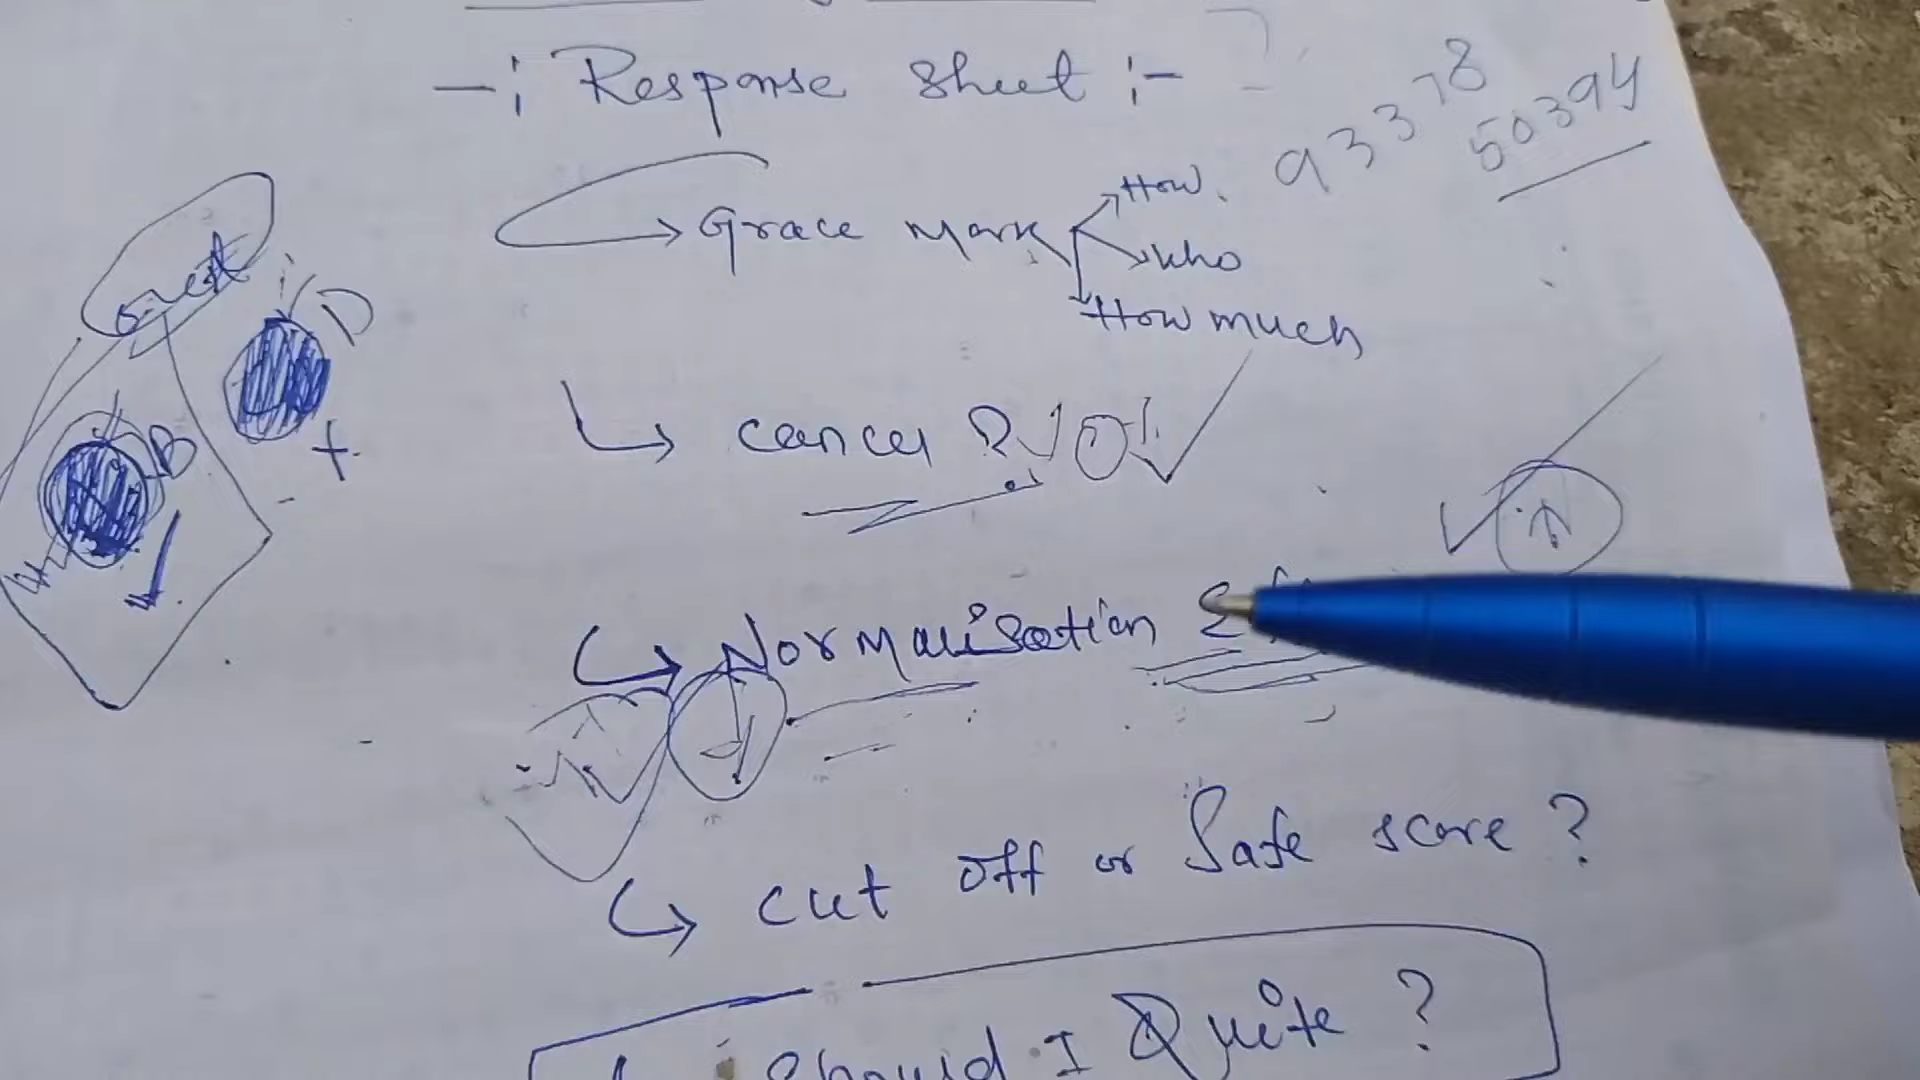 -: Response Sheet :-
93378
50394
Grace Mark
How
who
How much
B
D
Cancel Q
Normalisation
cut off or Safe score ?
Should I Quite ?